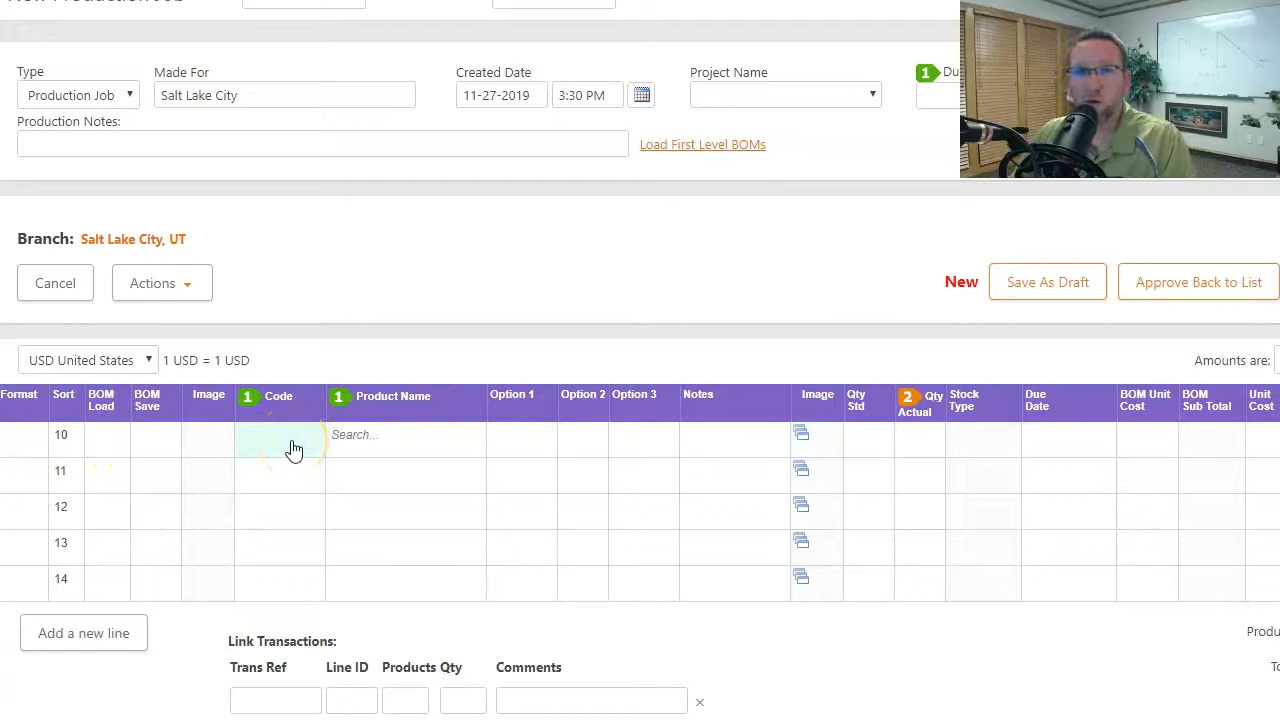 New Production Job
Type
Made For
Created Date
Project Name
1
Production Job
Salt Lake City
11-27-2019
3:30 PM
Production Notes:
Load First Level BOMs
Branch: Salt Lake City, UT
Cancel
Actions
New
Save As Draft
Approve Back to List
USD United States
1 USD = 1 USD
Amounts are:
Format
Sort
BOM Load
BOM Save
Image
1 Code
1 Product Name
Option 1
Option 2
Option 3
Notes
Image
Qty Std
2 Qty Actual
Stock Type
Due Date
BOM Unit Cost
BOM Sub Total
Unit Cost
10
Search...
11
12
13
14
Add a new line
Link Transactions:
Trans Ref
Line ID
Products
Qty
Comments